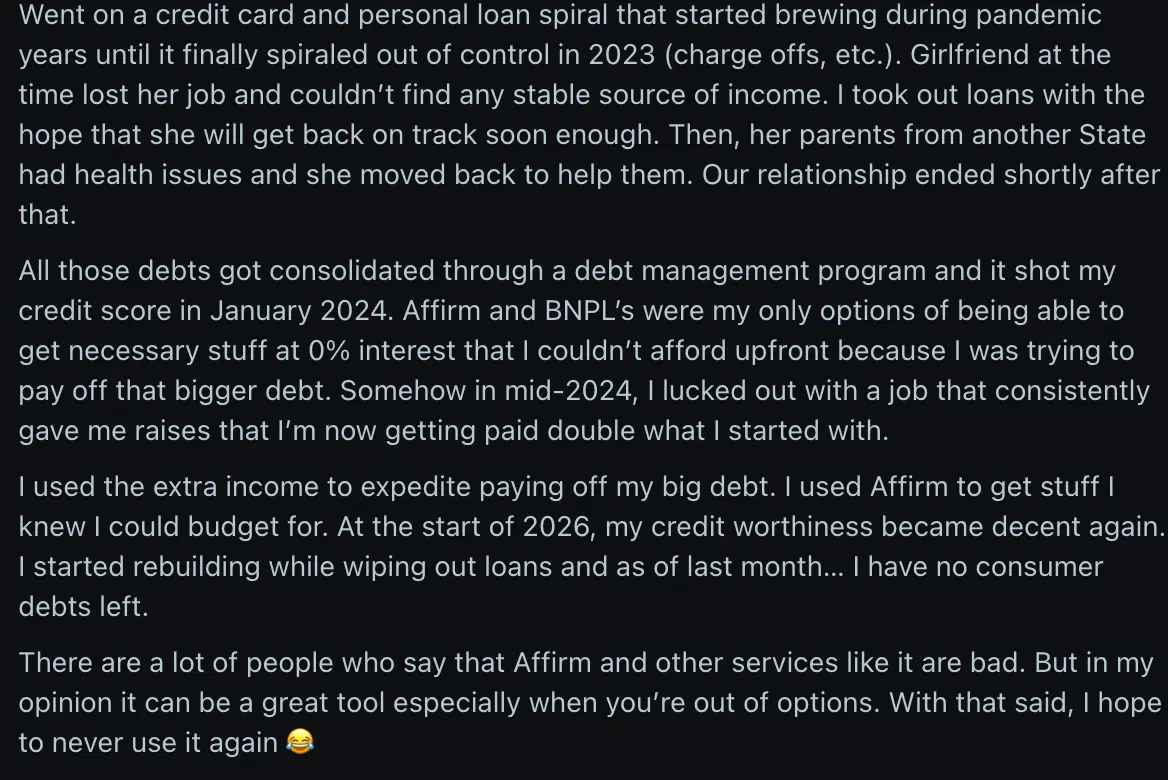 Went on a credit card and personal loan spiral that started brewing during pandemic
years until it finally spiraled out of control in 2023 (charge offs, etc.). Girlfriend at the
time lost her job and couldn’t find any stable source of income. I took out loans with the
hope that she will get back on track soon enough. Then, her parents from another State
had health issues and she moved back to help them. Our relationship ended shortly after
that.
All those debts got consolidated through a debt management program and it shot my
credit score in January 2024. Affirm and BNPL’s were my only options of being able to
get necessary stuff at 0% interest that I couldn’t afford upfront because I was trying to
pay off that bigger debt. Somehow in mid-2024, I lucked out with a job that consistently
gave me raises that I’m now getting paid double what I started with.
I used the extra income to expedite paying off my big debt. I used Affirm to get stuff I
knew I could budget for. At the start of 2026, my credit worthiness became decent again.
I started rebuilding while wiping out loans and as of last month... I have no consumer
debts left.
There are a lot of people who say that Affirm and other services like it are bad. But in my
opinion it can be a great tool especially when you’re out of options. With that said, I hope
to never use it again 😂